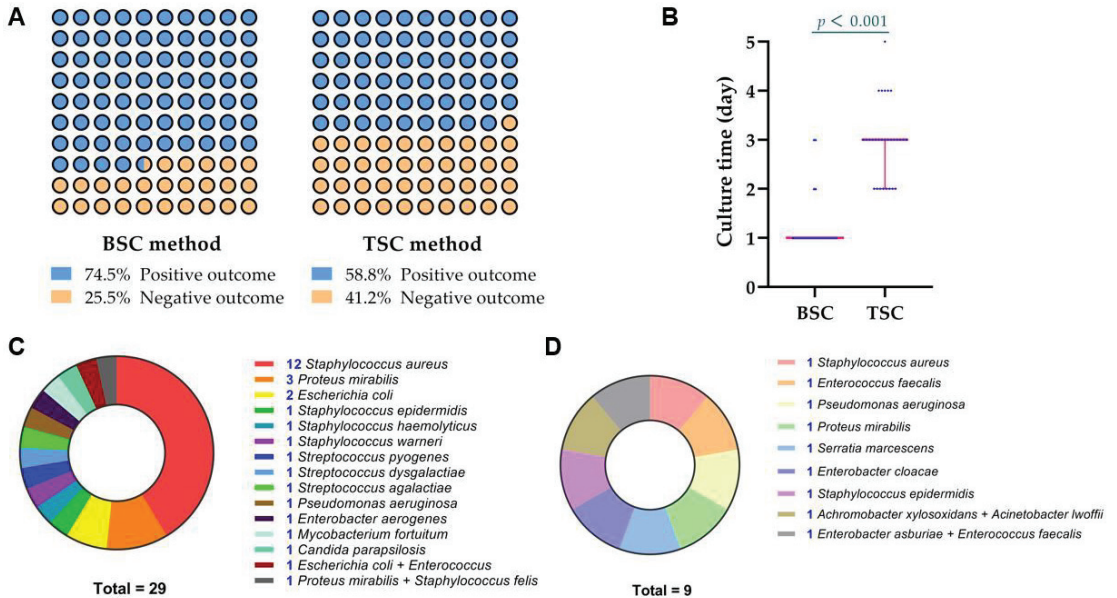 A
BSC method
74.5% Positive outcome
25.5% Negative outcome
TSC method
58.8% Positive outcome
41.2% Negative outcome
B
p < 0.001
Culture time (day)
5
4
3
2
1
0
BSC
TSC
C
12 Staphylococcus aureus
3 Proteus mirabilis
2 Escherichia coli
1 Staphylococcus epidermidis
1 Staphylococcus haemolyticus
1 Staphylococcus warneri
1 Streptococcus pyogenes
1 Streptococcus dysgalactiae
1 Streptococcus agalactiae
1 Pseudomonas aeruginosa
1 Enterobacter aerogenes
1 Mycobacterium fortuitum
1 Candida parapsilosis
1 Escherichia coli + Enterococcus
1 Proteus mirabilis + Staphylococcus felis
Total = 29
D
1 Staphylococcus aureus
1 Enterococcus faecalis
1 Pseudomonas aeruginosa
1 Proteus mirabilis
1 Serratia marcescens
1 Enterobacter cloacae
1 Staphylococcus epidermidis
1 Achromobacter xylosoxidans + Acinetobacter lwoffii
1 Enterobacter asburiae + Enterococcus faecalis
Total = 9